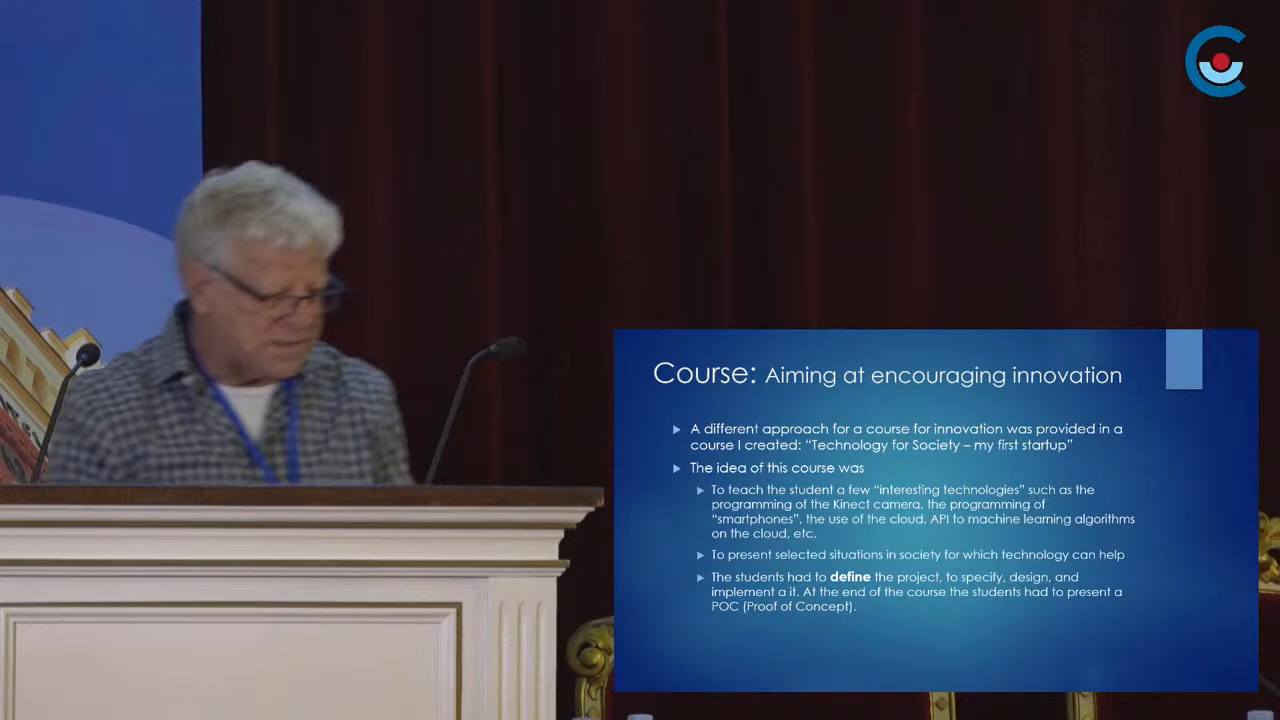 Course: Aiming at encouraging innovation
A different approach for a course for innovation was provided in a
course I created: “Technology for Society – my first startup”
The idea of this course was
To teach the student a few “interesting technologies” such as the
programming of the Kinect camera, the programming of
“smartphones”, the use of the cloud, API to machine learning algorithms
on the cloud, etc.
To present selected situations in society for which technology can help
The students had to define the project, to specify, design, and
implement a it. At the end of the course the students had to present a
POC (Proof of Concept).